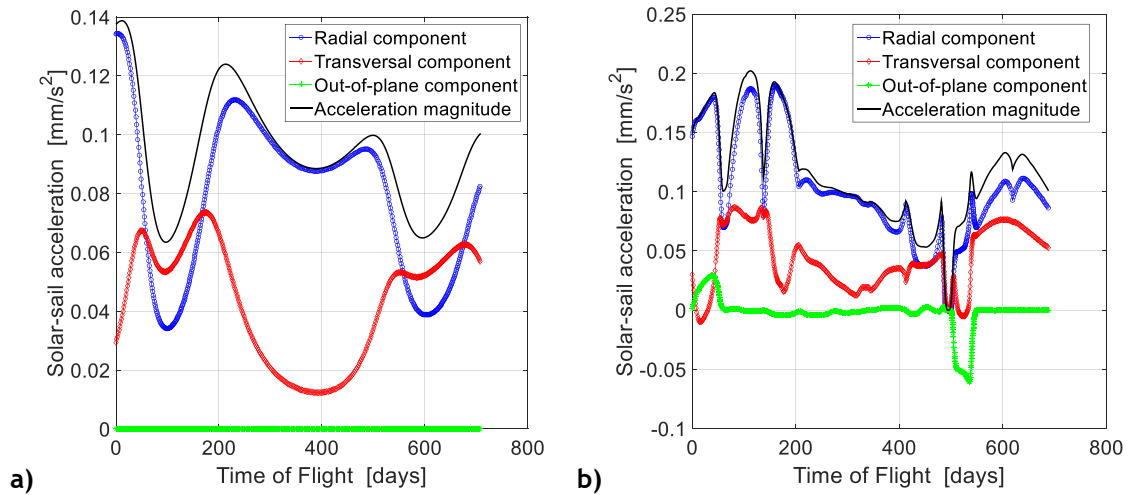 0.14
0.12
0.1
0.08
0.06
0.04
0.02
0
0 200 400 600 800
Solar-sail acceleration [mm/s²]
Time of Flight [days]
Radial component
Transversal component
Out-of-plane component
Acceleration magnitude
a)
0.25
0.2
0.15
0.1
0.05
0
-0.05
-0.1
0 200 400 600 800
Solar-sail acceleration [mm/s²]
Time of Flight [days]
Radial component
Transversal component
Out-of-plane component
Acceleration magnitude
b)